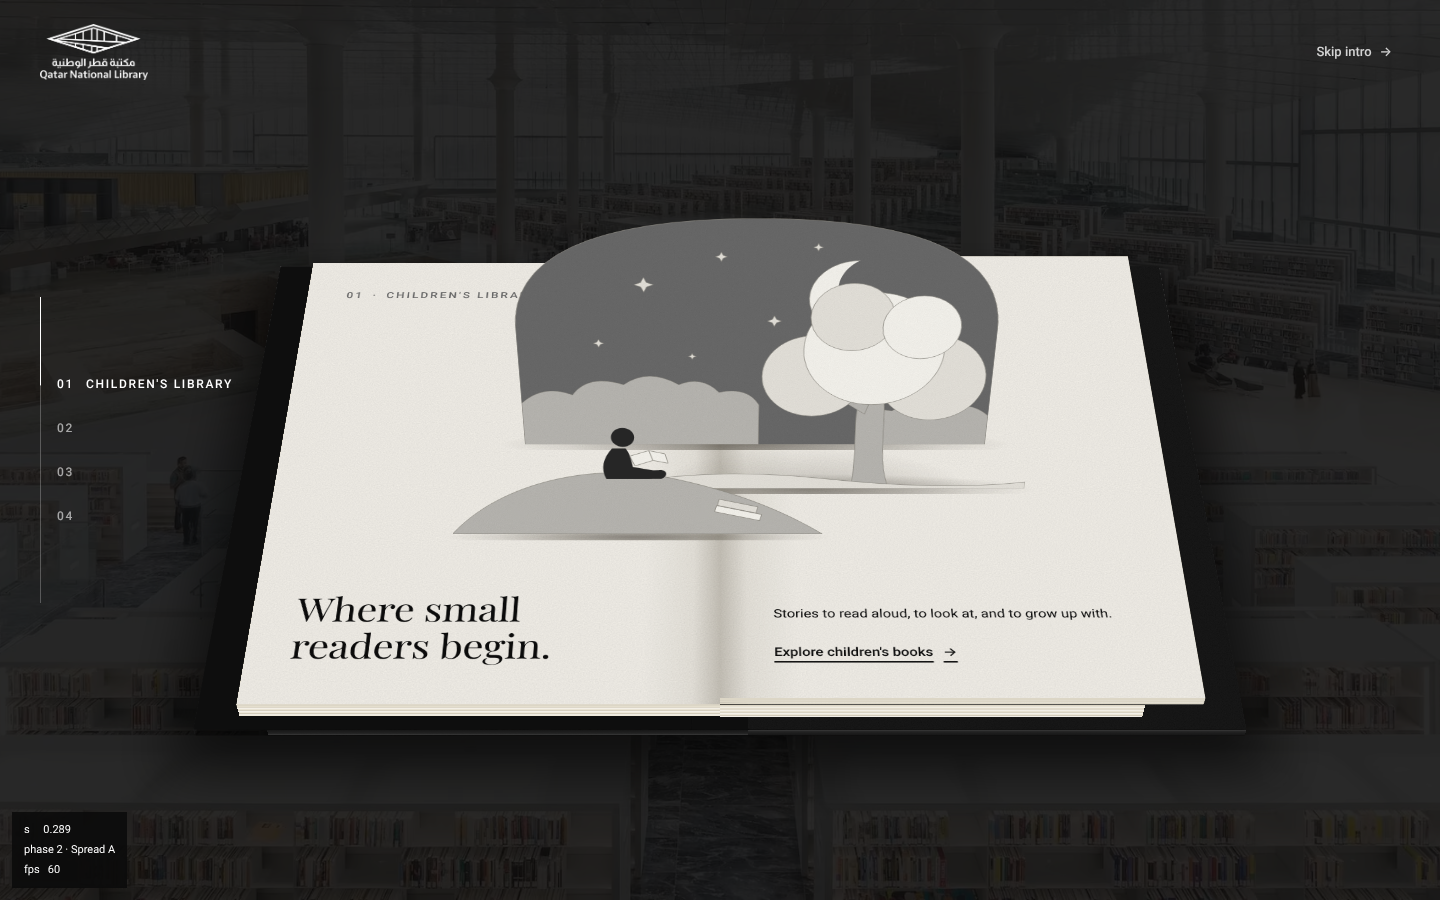 مكتبة قطر الوطنية
Qatar National Library
Skip intro →
01 · CHILDREN'S LIBRA
01 CHILDREN'S LIBRARY
02
03
04
Where small
readers begin.
Stories to read aloud, to look at, and to grow up with.
Explore children's books →
s 0.289
phase 2 · Spread A
fps 60